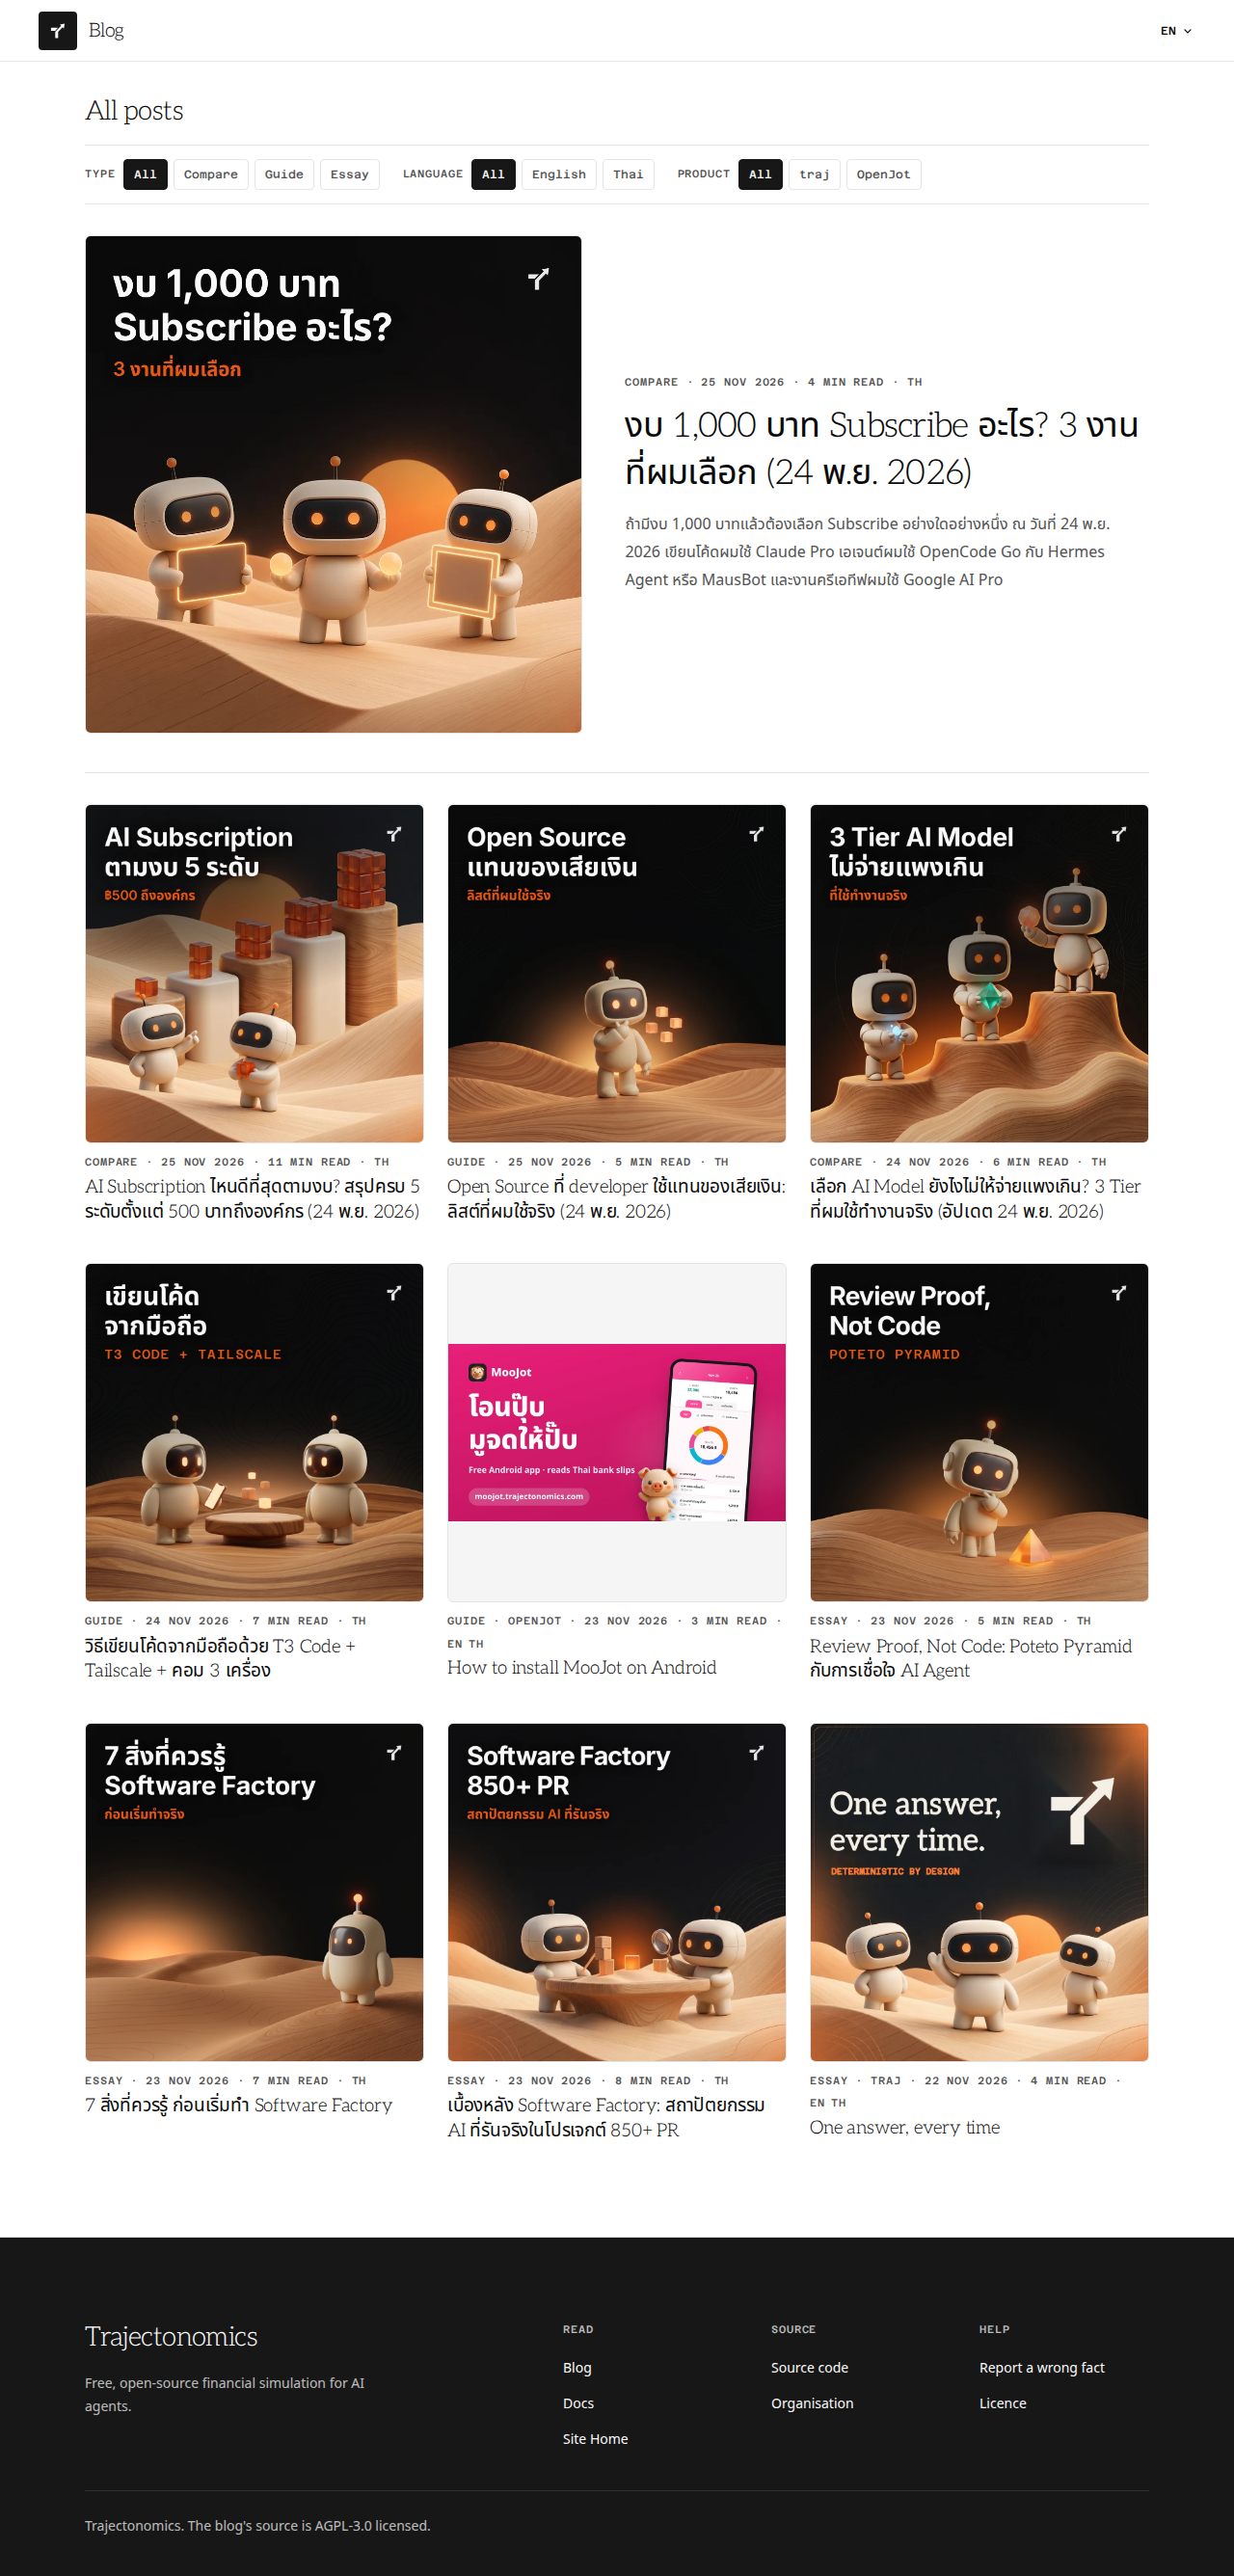 Blog
EN
All posts
TYPE All Compare Guide Essay LANGUAGE All English Thai PRODUCT All traj OpenJot
งบ 1,000 บาท
Subscribe อะไร?
3 งานที่ผมเลือก
COMPARE · 25 NOV 2026 · 4 MIN READ · TH
งบ 1,000 บาท Subscribe อะไร? 3 งาน
ที่ผมเลือก (24 พ.ย. 2026)
ถ้ามีงบ 1,000 บาทแล้วต้องเลือก Subscribe อย่างใดอย่างหนึ่ง ณ วันที่ 24 พ.ย.
2026 เขียนโค้ดผมใช้ Claude Pro เอเจนต์ผมใช้ OpenCode Go กับ Hermes
Agent หรือ MausBot และงานครีเอทีฟผมใช้ Google AI Pro
AI Subscription
ตามงบ 5 ระดับ
฿500 ถึงองค์กร
COMPARE · 25 NOV 2026 · 11 MIN READ · TH
AI Subscription ไหนดีที่สุดตามงบ? สรุปครบ 5
ระดับตั้งแต่ 500 บาทถึงองค์กร (24 พ.ย. 2026)
Open Source
แทนของเสียเงิน
ลิสต์ที่ผมใช้จริง
GUIDE · 25 NOV 2026 · 5 MIN READ · TH
Open Source ที่ developer ใช้แทนของเสียเงิน:
ลิสต์ที่ผมใช้จริง (24 พ.ย. 2026)
3 Tier AI Model
ไม่จ่ายแพงเกิน
ที่ใช้ทำงานจริง
COMPARE · 24 NOV 2026 · 6 MIN READ · TH
เลือก AI Model ยังไงไม่ให้จ่ายแพงเกิน? 3 Tier
ที่ผมใช้ทำงานจริง (อัปเดต 24 พ.ย. 2026)
เขียนโค้ด
จากมือถือ
T3 CODE + TAILSCALE
GUIDE · 24 NOV 2026 · 7 MIN READ · TH
วิธีเขียนโค้ดจากมือถือด้วย T3 Code +
Tailscale + คอม 3 เครื่อง
MooJot
โอนปุ๊บ
มูจดให้ปั๊บ
Free Android app · reads Thai bank slips
moojot.trajectonomics.com
GUIDE · OPENJOT · 23 NOV 2026 · 3 MIN READ ·
EN TH
How to install MooJot on Android
Review Proof,
Not Code
POTETO PYRAMID
ESSAY · 23 NOV 2026 · 5 MIN READ · TH
Review Proof, Not Code: Poteto Pyramid
กับการเชื่อใจ AI Agent
7 สิ่งที่ควรรู้
Software Factory
ก่อนเริ่มทำจริง
ESSAY · 23 NOV 2026 · 7 MIN READ · TH
7 สิ่งที่ควรรู้ ก่อนเริ่มทำ Software Factory
Software Factory
850+ PR
สถาปัตยกรรม AI ที่รันจริง
ESSAY · 23 NOV 2026 · 8 MIN READ · TH
เบื้องหลัง Software Factory: สถาปัตยกรรม
AI ที่รันจริงในโปรเจกต์ 850+ PR
One answer,
every time.
DETERMINISTIC BY DESIGN
ESSAY · TRAJ · 22 NOV 2026 · 4 MIN READ ·
EN TH
One answer, every time
Trajectonomics
Free, open-source financial simulation for AI
agents.
READ
Blog
Docs
Site Home
SOURCE
Source code
Organisation
HELP
Report a wrong fact
Licence
Trajectonomics. The blog's source is AGPL-3.0 licensed.